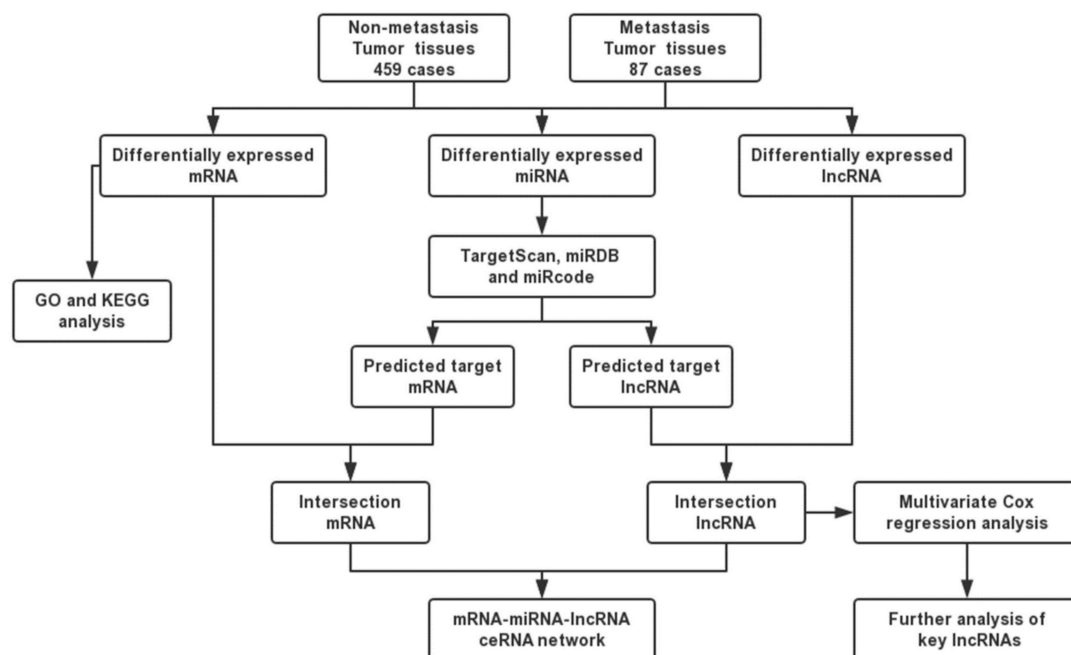 Non-metastasis
Tumor tissues
459 cases
Metastasis
Tumor tissues
87 cases
Differentially expressed
mRNA
Differentially expressed
miRNA
Differentially expressed
lncRNA
TargetScan, miRDB
and miRcode
GO and KEGG
analysis
Predicted target
mRNA
Predicted target
lncRNA
Intersection
mRNA
Intersection
lncRNA
Multivariate Cox
regression analysis
mRNA-miRNA-lncRNA
ceRNA network
Further analysis of
key lncRNAs